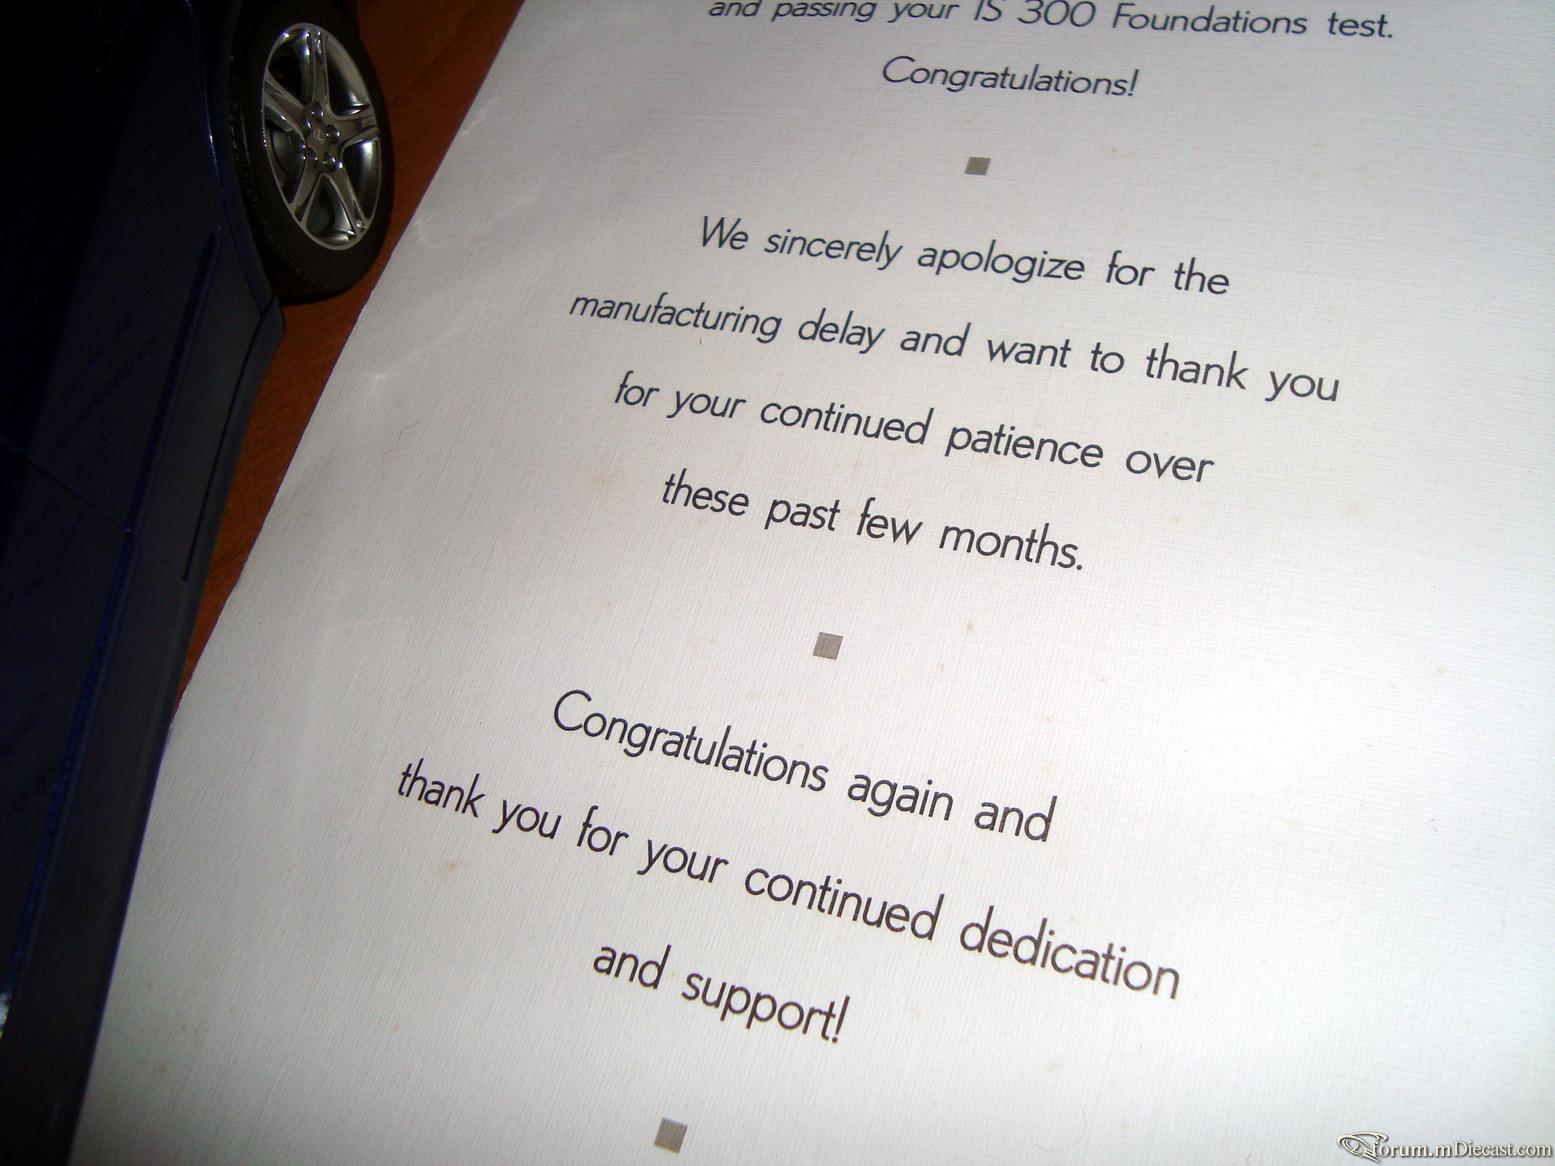 and passing your IS 300 Foundations test.
Congratulations!
We sincerely apologize for the
manufacturing delay and want to thank you
for your continued patience over
these past few months.
Congratulations again and
thank you for your continued dedication
and support!
forum.mDiecast.com